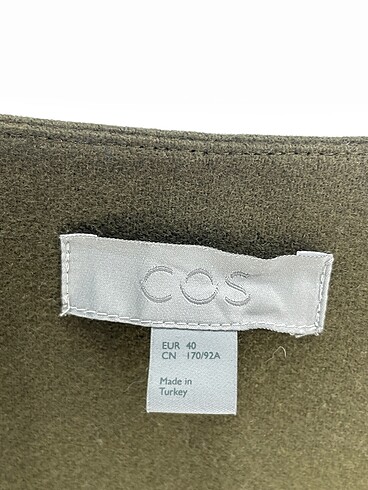 COS
EUR 40
CN 170/92A
Made in
Turkey